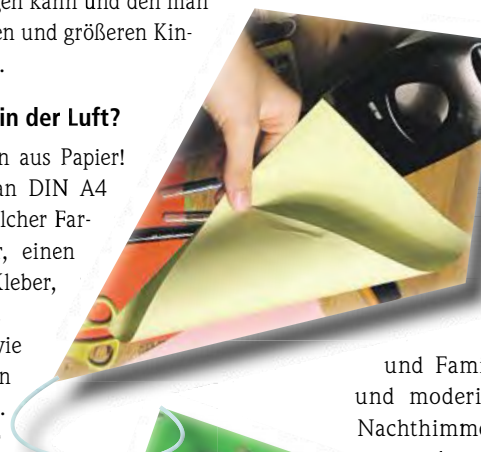 gen kann und den man
en und größeren Kin-
.
in der Luft?
n aus Papier!
an DIN A4
lcher Far-
r, einen
Kleber,
vie
n
.
und Fam
und moderi
Nachthimme